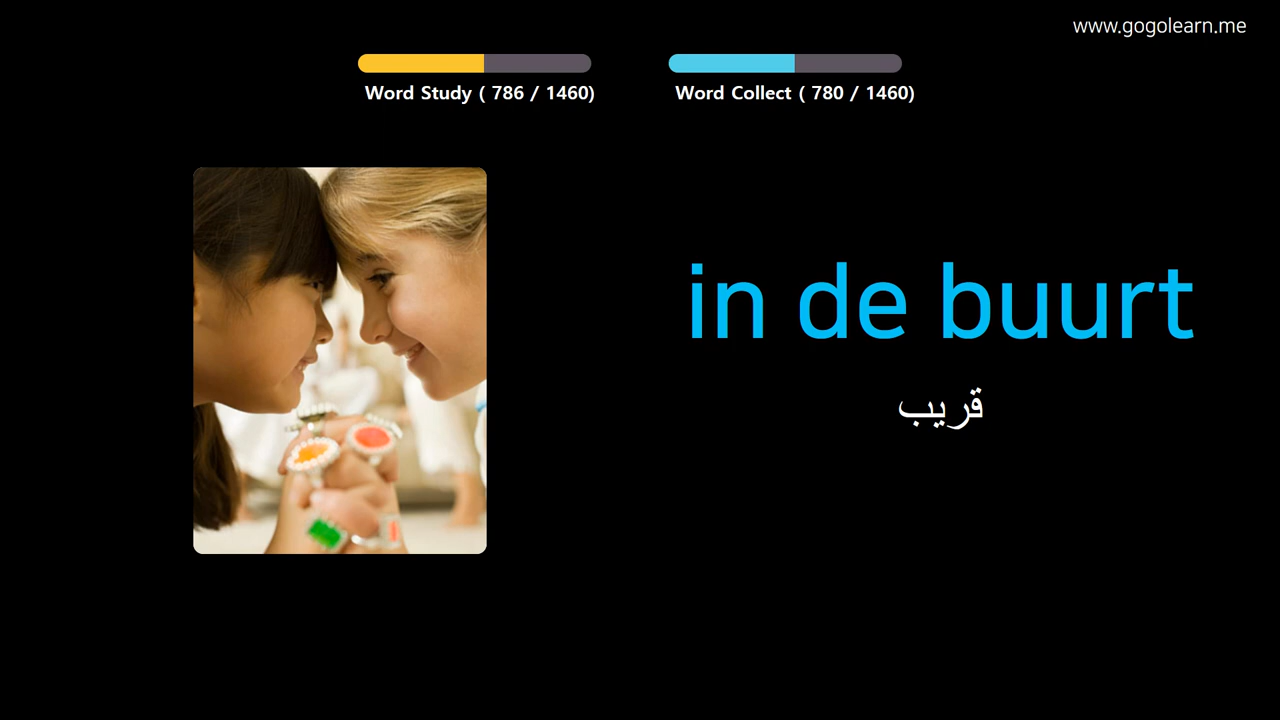 www.gogolearn.me
Word Study ( 786 / 1460)
Word Collect ( 780 / 1460)
in de buurt
قريب